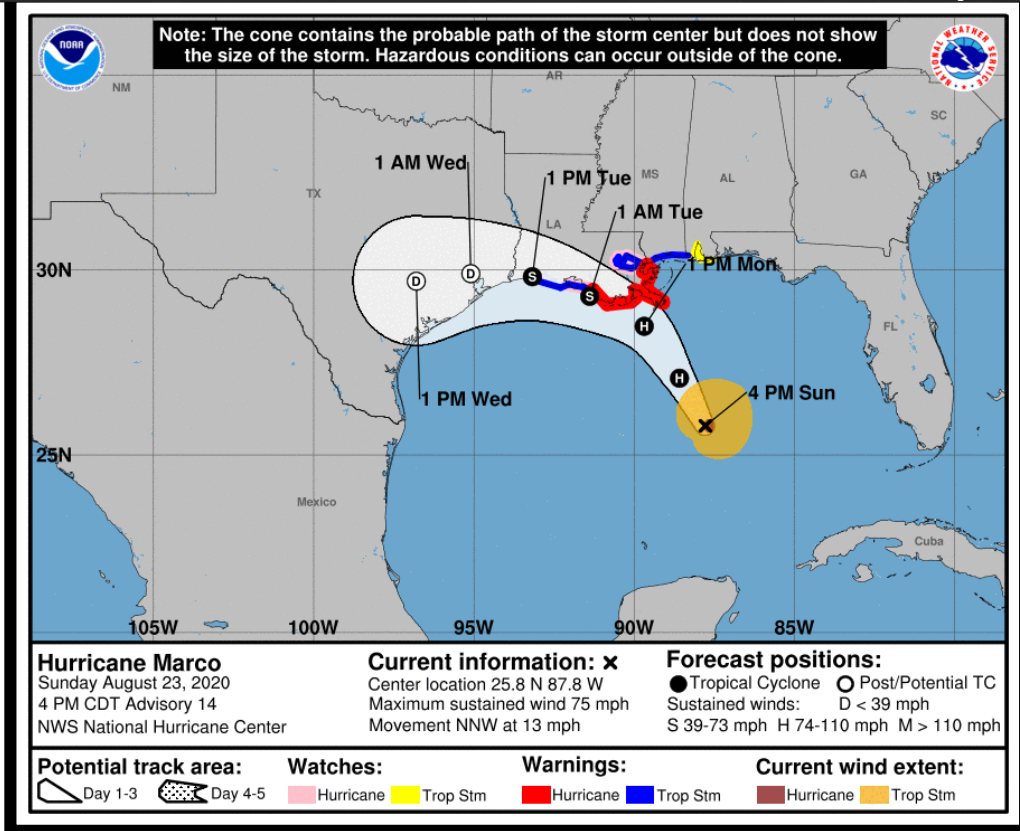 Note: The cone contains the probable path of the storm center but does not show
the size of the storm. Hazardous conditions can occur outside of the cone.
NOAA
NATIONAL WEATHER SERVICE
NM
AR
SC
1 AM Wed
1 PM Tue
MS
AL
GA
TX
1 AM Tue
LA
30N
1 PM Mon
D
D
S
S
H
FL
H
1 PM Wed
4 PM Sun
25N
Mexico
Cuba
105W
100W
95W
90W
85W
Hurricane Marco
Sunday August 23, 2020
4 PM CDT Advisory 14
NWS National Hurricane Center
Current information: ×
Center location 25.8 N 87.8 W
Maximum sustained wind 75 mph
Movement NNW at 13 mph
Forecast positions:
Tropical Cyclone Post/Potential TC
Sustained winds: D < 39 mph
S 39-73 mph H 74-110 mph M > 110 mph
Potential track area:
Day 1-3 Day 4-5
Watches:
Hurricane Trop Stm
Warnings:
Hurricane Trop Stm
Current wind extent:
Hurricane Trop Stm